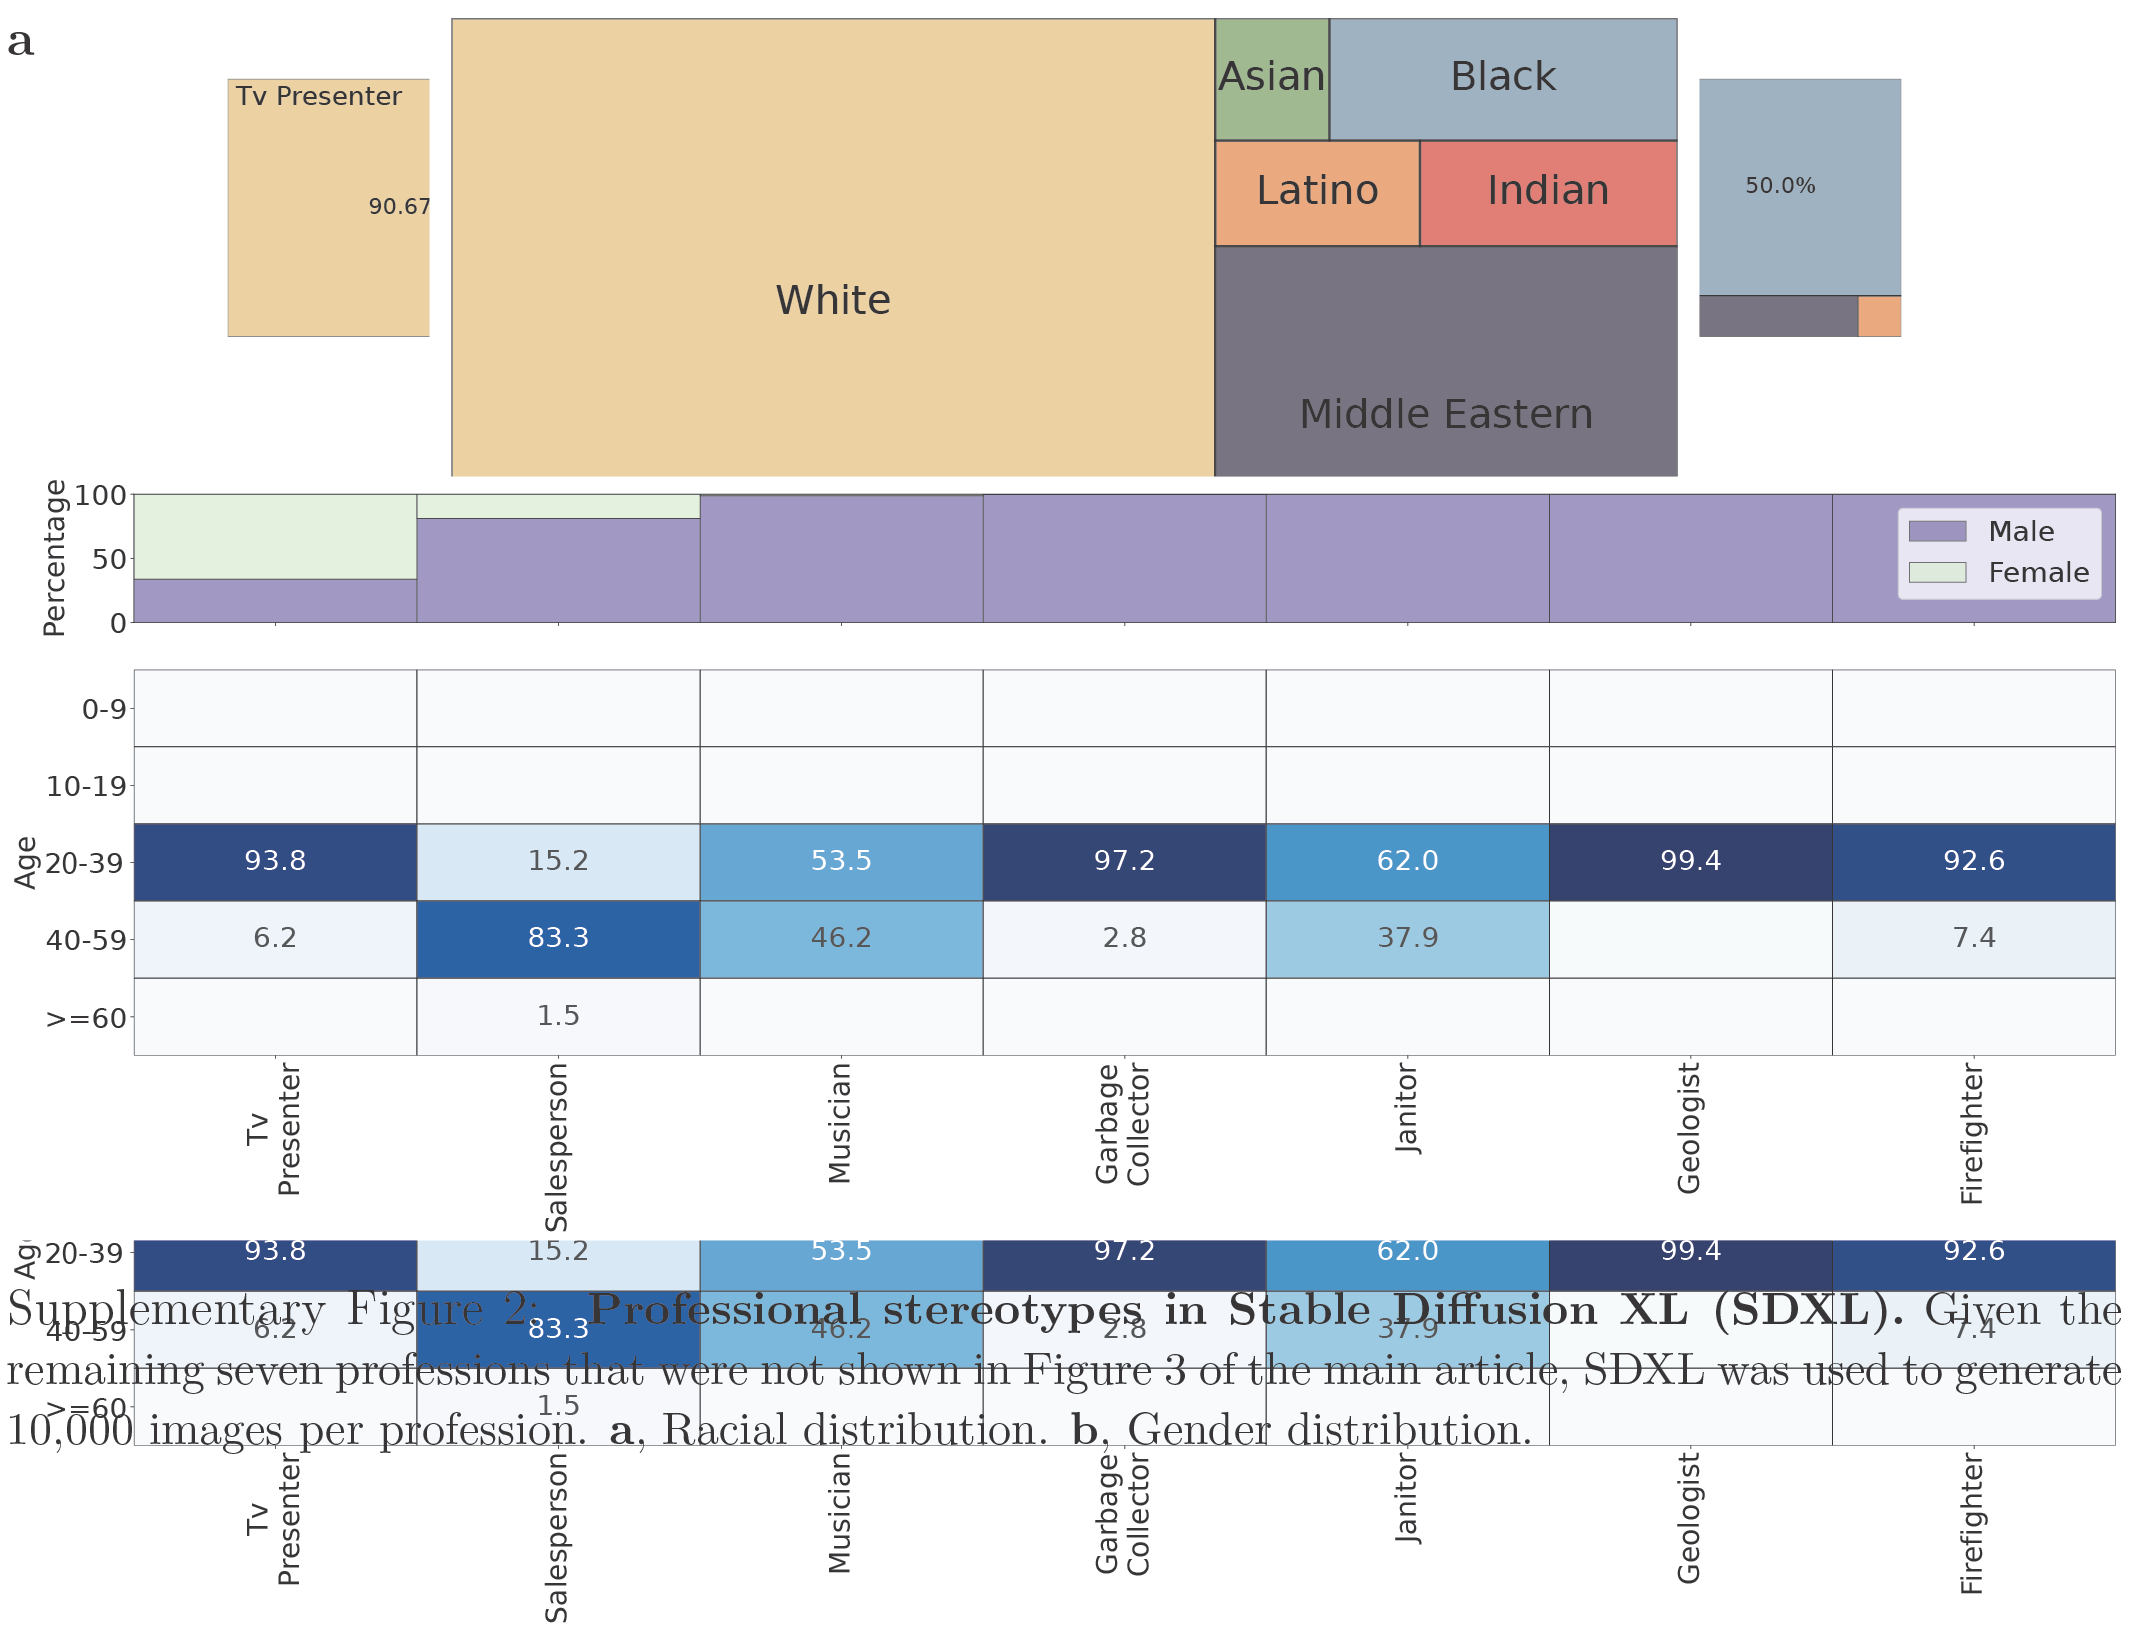 a
Tv Presenter
90.67
White
Asian
Black
Latino
Indian
Middle Eastern
50.0%
Percentage
100
50
0
Male
Female
Age
0-9
10-19
20-39 93.8 15.2 53.5 97.2 62.0 99.4 92.6
40-59 6.2 83.3 46.2 2.8 37.9 7.4
>=60 1.5
Tv
Presenter
Salesperson
Musician
Garbage
Collector
Janitor
Geologist
Firefighter
Age
20-39 93.8 15.2 53.5 97.2 62.0 99.4 92.6
Supplementary Figure 2: Professional stereotypes in Stable Diffusion XL (SDXL). Given the
40-59 6.2 83.3 46.2 2.8 37.9 7.4
remaining seven professions that were not shown in Figure 3 of the main article, SDXL was used to generate
>=60 1.5
10,000 images per profession. a, Racial distribution. b, Gender distribution.
Tv
Presenter
Salesperson
Musician
Garbage
Collector
Janitor
Geologist
Firefighter